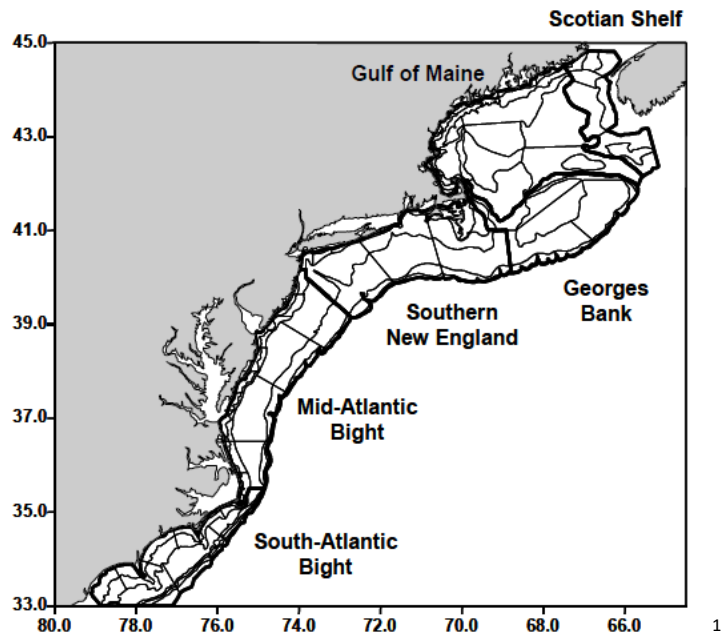 Scotian Shelf
45.0
Gulf of Maine
43.0
41.0
Georges
Bank
39.0
Southern
New England
37.0
Mid-Atlantic
Bight
35.0
South-Atlantic
Bight
33.0
80.0 78.0 76.0 74.0 72.0 70.0 68.0 66.0
1